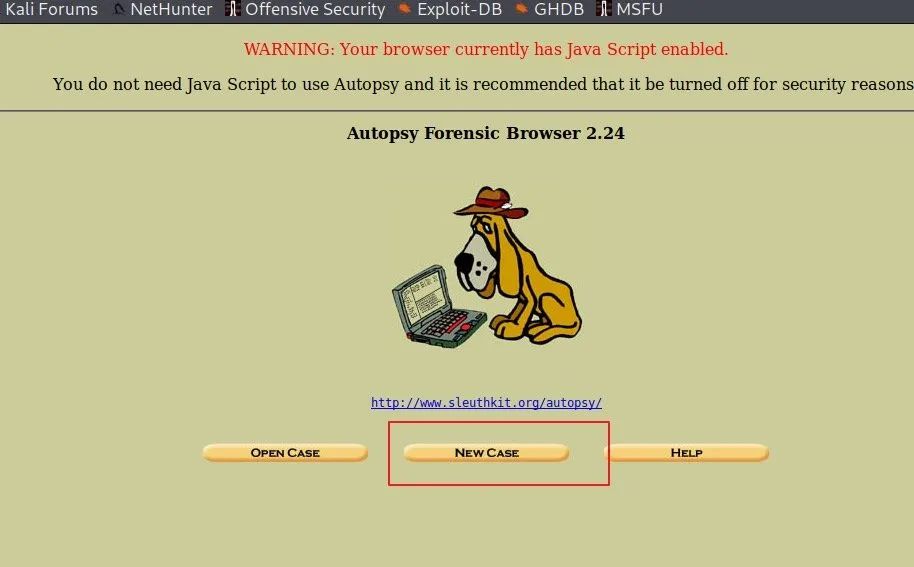 Kali Forums NetHunter Offensive Security Exploit-DB GHDB MSFU
WARNING: Your browser currently has Java Script enabled.
You do not need Java Script to use Autopsy and it is recommended that it be turned off for security reasons
Autopsy Forensic Browser 2.24
http://www.sleuthkit.org/autopsy/
OPEN CASE NEW CASE HELP